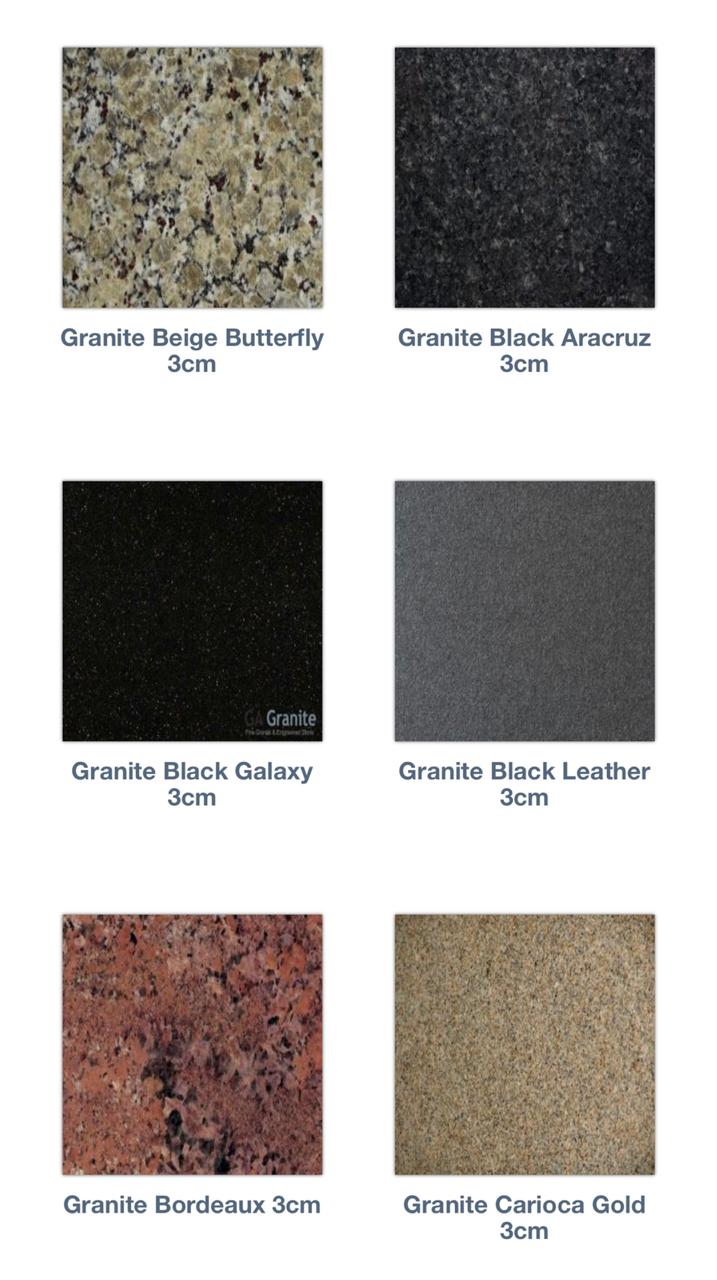 Granite Beige Butterfly
3cm
Granite Black Aracruz
3cm
GA Granite
Granite Black Galaxy
3cm
Granite Black Leather
3cm
Granite Bordeaux 3cm
Granite Carioca Gold
3cm